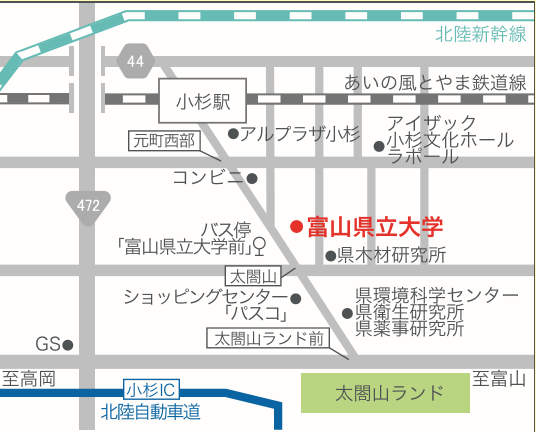 北陸新幹線
44
あいの風とやま鉄道線
小杉駅
アイザック
小杉文化ホール
ラポール
アルプラザ小杉
元町西部
コンビニ
472
富山県立大学
バス停
「富山県立大学前」
県木材研究所
太閤山
ショッピングセンター
「パスコ」
県環境科学センター
県衛生研究所
県薬事研究所
太閤山ランド前
GS
至高岡
小杉IC
北陸自動車道
太閤山ランド
至富山